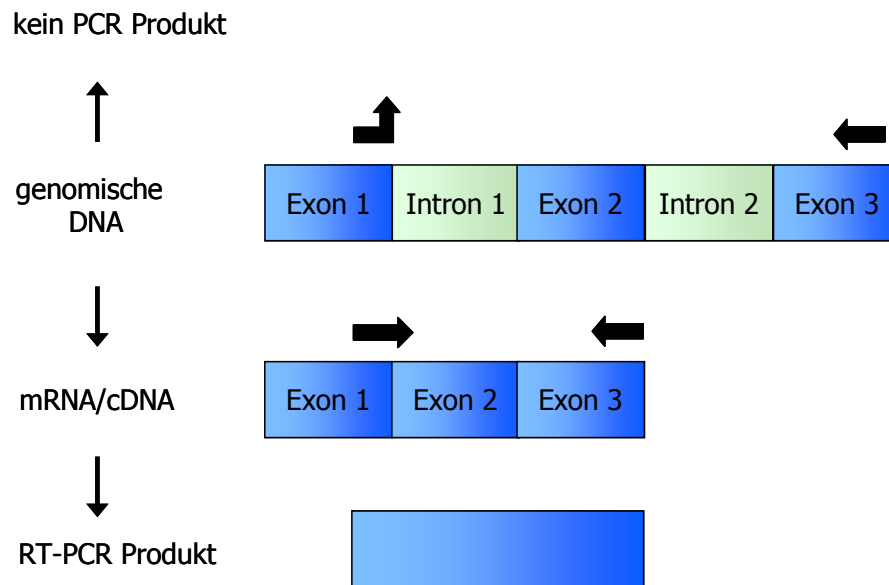 kein PCR Produkt
genomische
DNA
Exon 1 Intron 1 Exon 2 Intron 2 Exon 3
mRNA/cDNA
Exon 1 Exon 2 Exon 3
RT-PCR Produkt